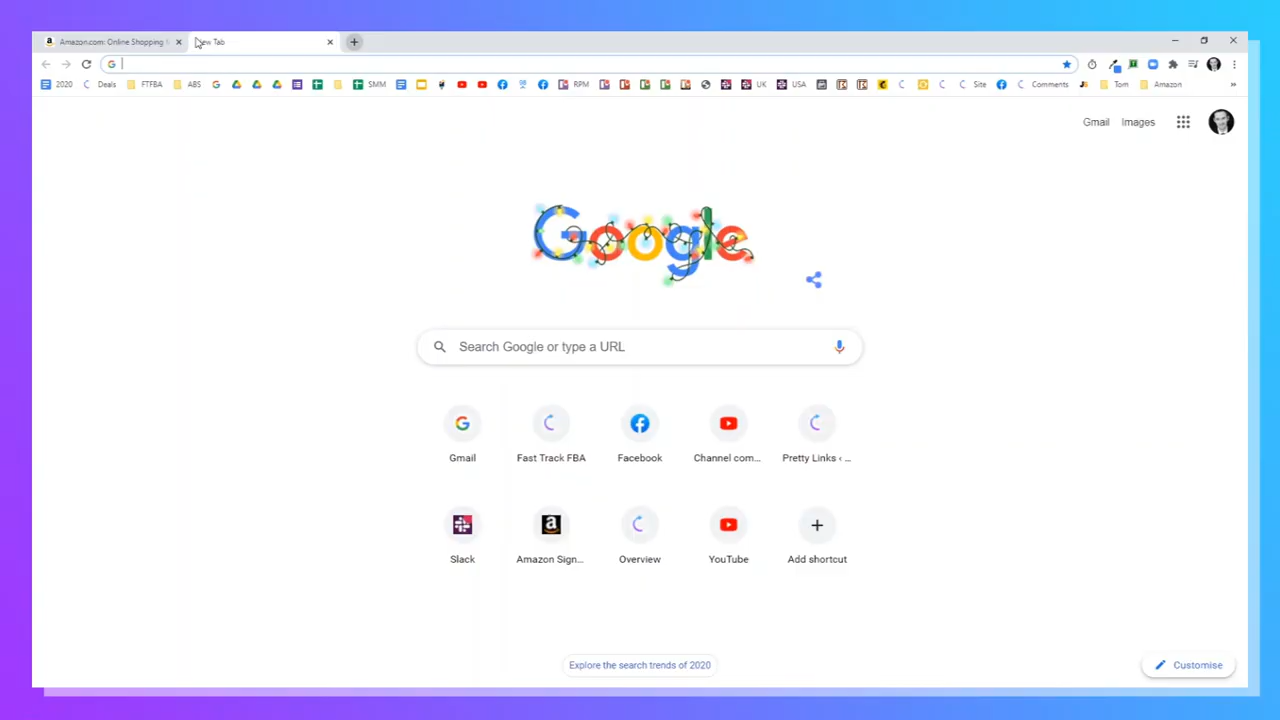 Amazon.com: Online Shopping
New Tab
2020 Deals FTFBA ABS SMM RPM UK USA Site Comments Tom Amazon
Gmail Images
Google
Search Google or type a URL
Gmail Fast Track FBA Facebook Channel com... Pretty Links ‹ ...
Slack Amazon Sign... Overview YouTube Add shortcut
Explore the search trends of 2020
Customise